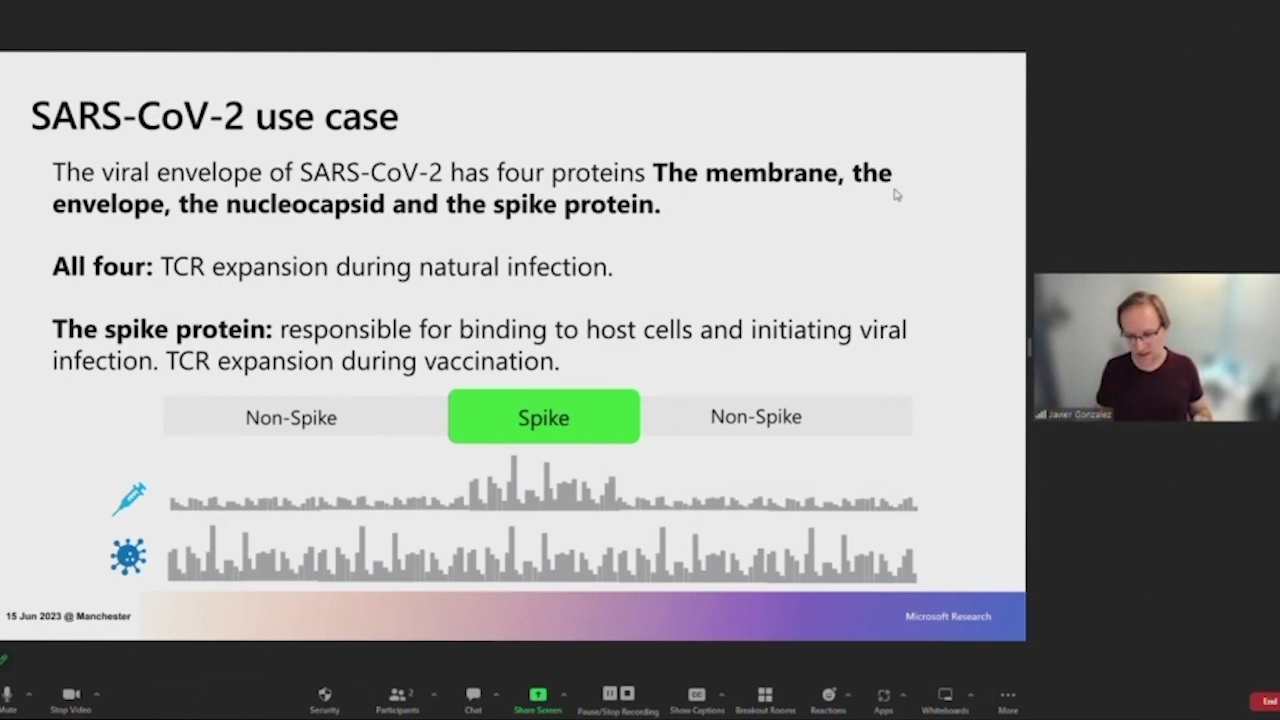 SARS-CoV-2 use case
The viral envelope of SARS-CoV-2 has four proteins The membrane, the
envelope, the nucleocapsid and the spike protein.
All four: TCR expansion during natural infection.
The spike protein: responsible for binding to host cells and initiating viral
infection. TCR expansion during vaccination.
Non-Spike Spike Non-Spike
15 Jun 2023 @ Manchester
Microsoft Research
Javier Gonzalez
Mute Stop Video Security Participants 2 Chat Share Screen Pause/Stop Recording CC Show Captions Breakout Rooms Reactions Apps Whiteboards More End